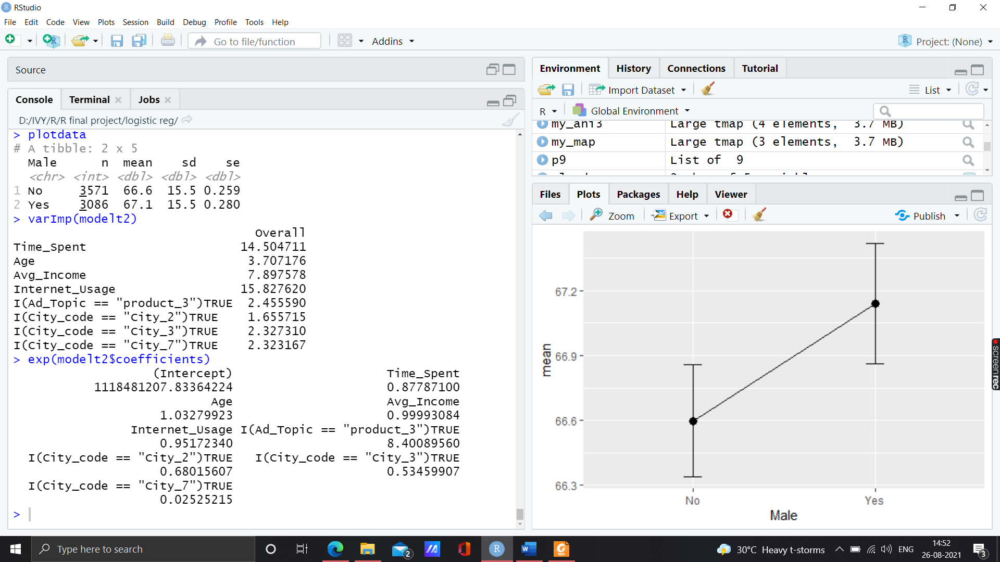 RStudio
File Edit Code View Plots Session Build Debug Profile Tools Help
Go to file/function Addins Project: (None)
Source
Console Terminal Jobs
D:/IVY/R/R final project/logistic reg/
> plotdata
# A tibble: 2 x 5
Male n mean sd se
<chr> <int> <dbl> <dbl> <dbl>
1 No 3571 66.6 15.5 0.259
2 Yes 3086 67.1 15.5 0.280
> varImp(modelt2)
Overall
Time_Spent 14.504711
Age 3.707176
Avg_Income 7.897578
Internet_Usage 15.827620
I(Ad_Topic == "product_3")TRUE 2.455590
I(City_code == "City_2")TRUE 1.655715
I(City_code == "City_3")TRUE 2.327310
I(City_code == "City_7")TRUE 2.323167
> exp(modelt2$coefficients)
(Intercept) Time_Spent
1118481207.83364224 0.87787100
Age Avg_Income
1.03279923 0.99993084
Internet_Usage I(Ad_Topic == "product_3")TRUE
0.95172340 8.40089560
I(City_code == "City_2")TRUE I(City_code == "City_3")TRUE
0.68015607 0.53459907
I(City_code == "City_7")TRUE
0.02525215
>
Environment History Connections Tutorial
Import Dataset List
R Global Environment
my_ani3 Large tmap (4 elements, 3.7 MB)
my_map Large tmap (3 elements, 3.7 MB)
p9 List of 9
Files Plots Packages Help Viewer
Zoom Export Publish
67.2
66.9
66.6
66.3
mean
No Yes
Male
screenrec
Type here to search
2
30°C Heavy t-storms ENG
14:52
26-08-2021
3